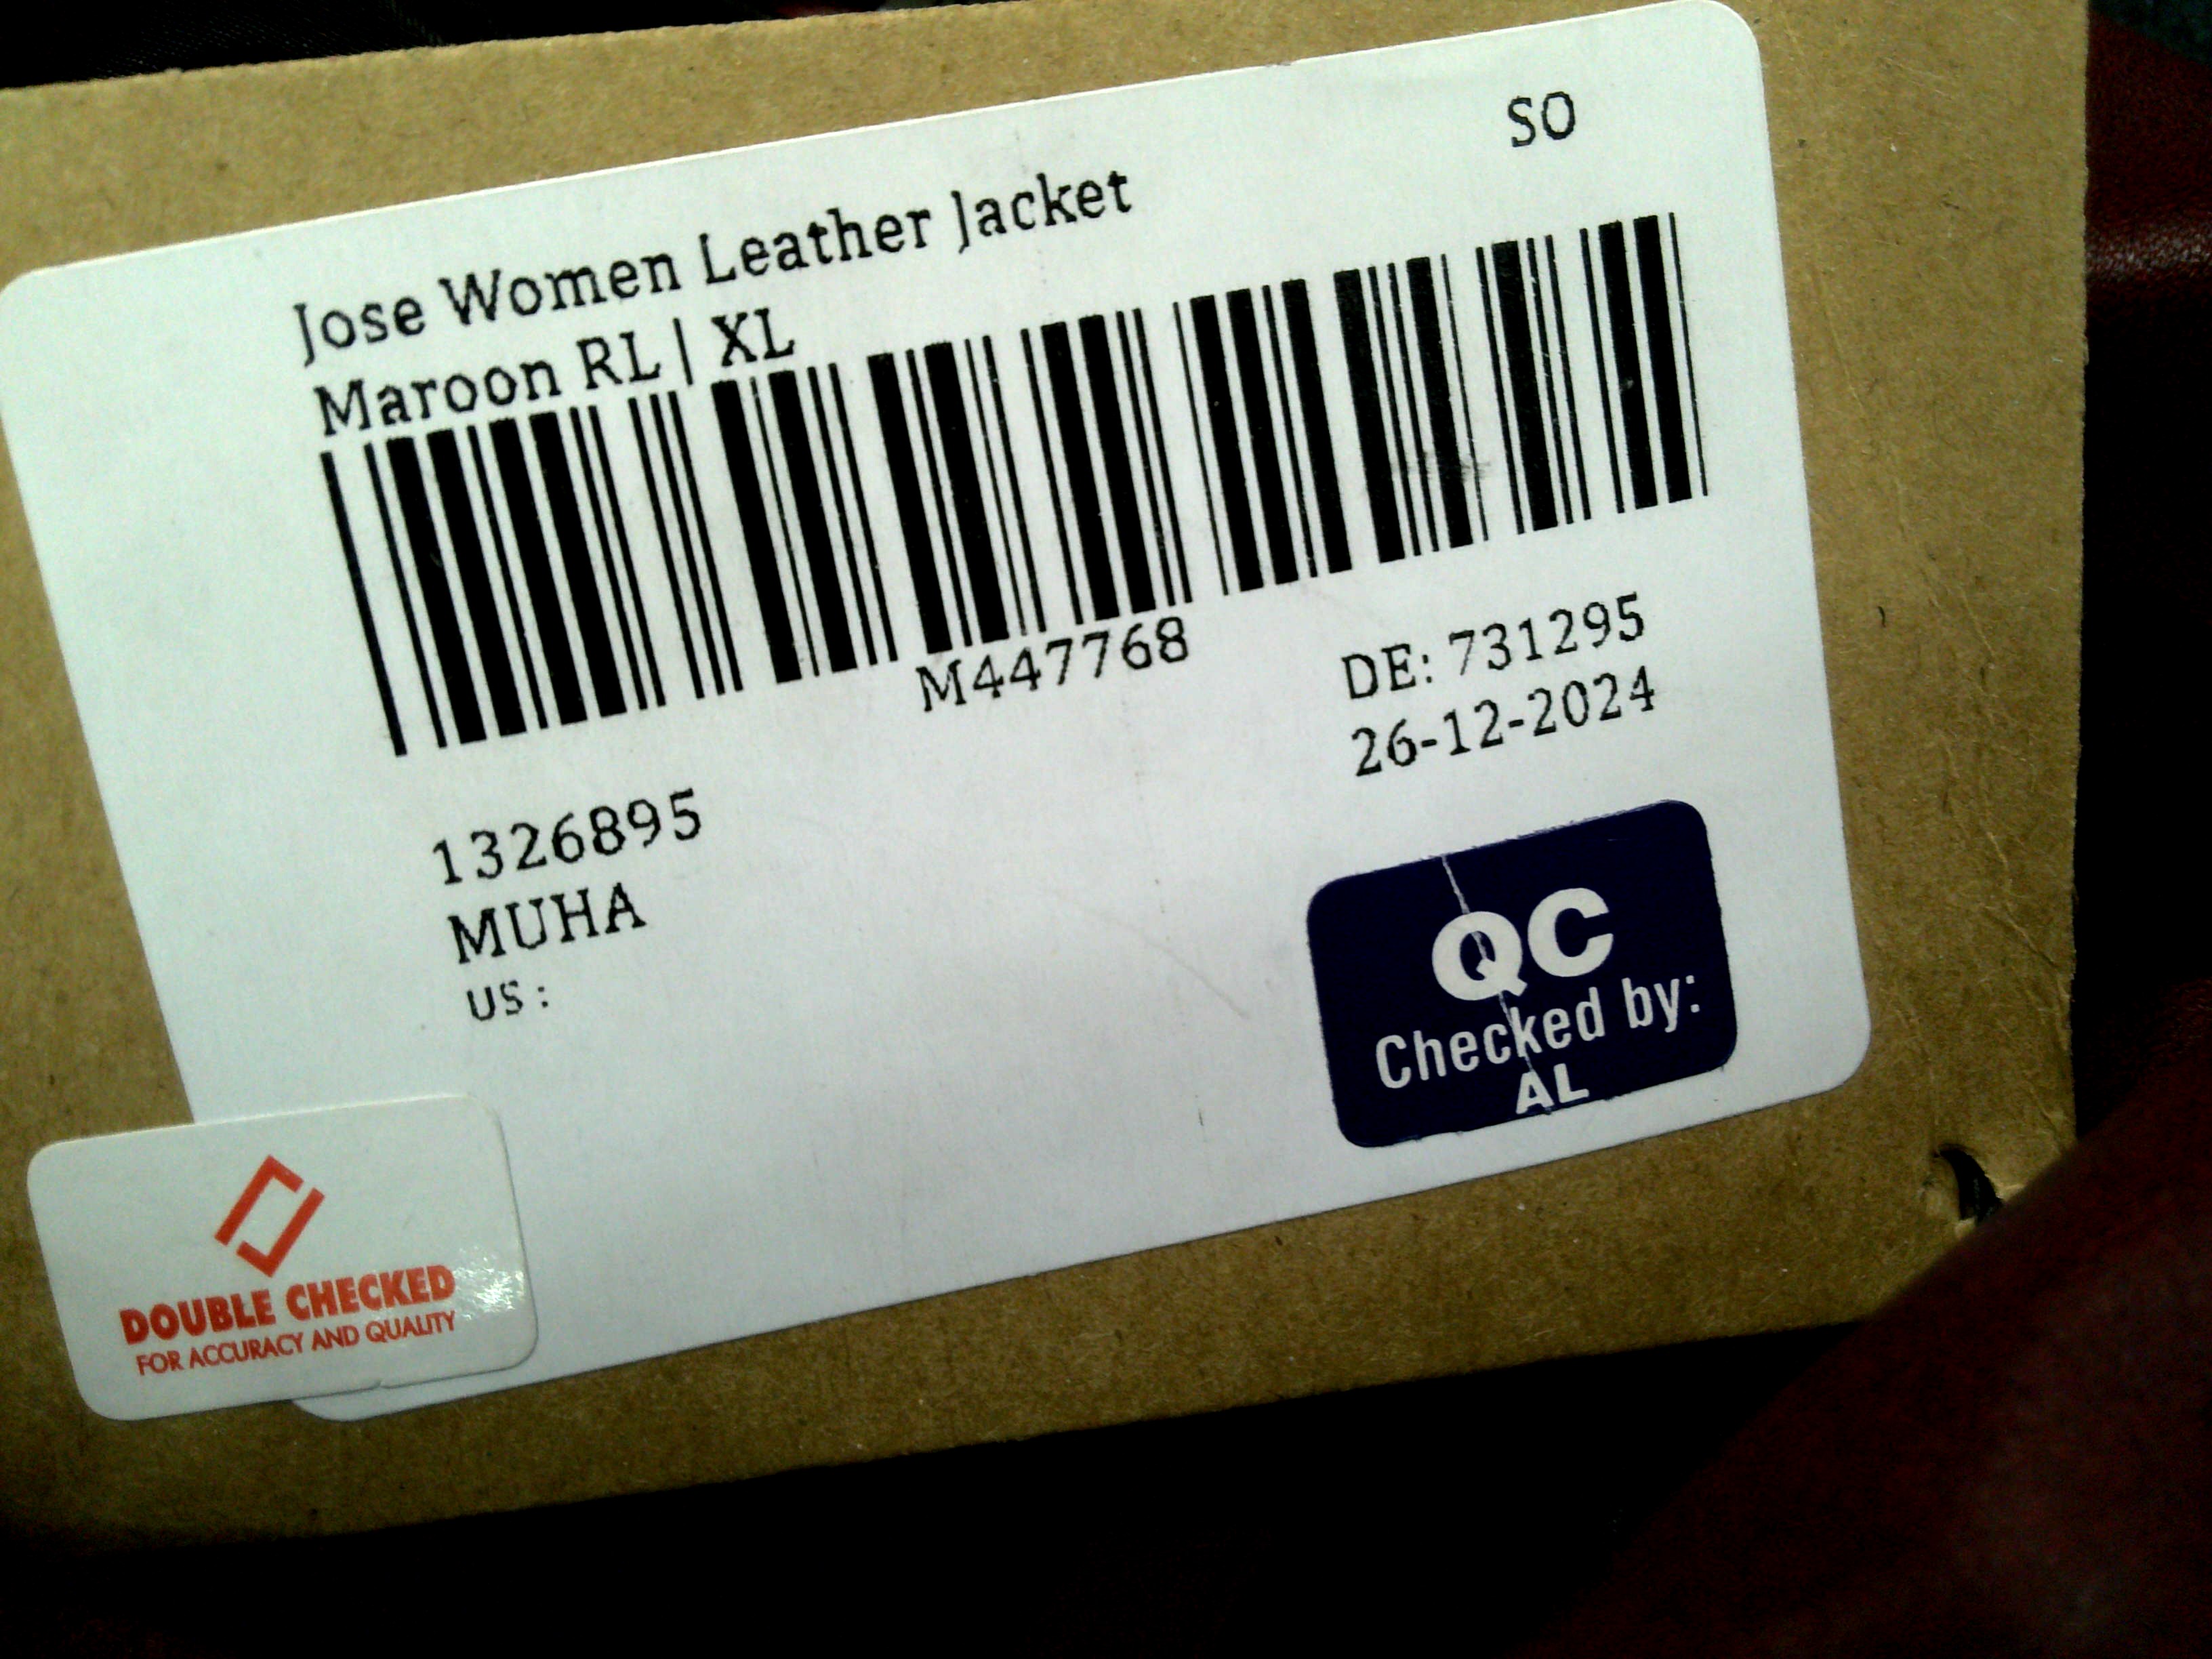 SO
Jose Women Leather Jacket
Maroon RL | XL
M447768
DE: 731295
26-12-2024
1326895
MUHA
US :
QC
Checked by:
AL
DOUBLE CHECKED
FOR ACCURACY AND QUALITY